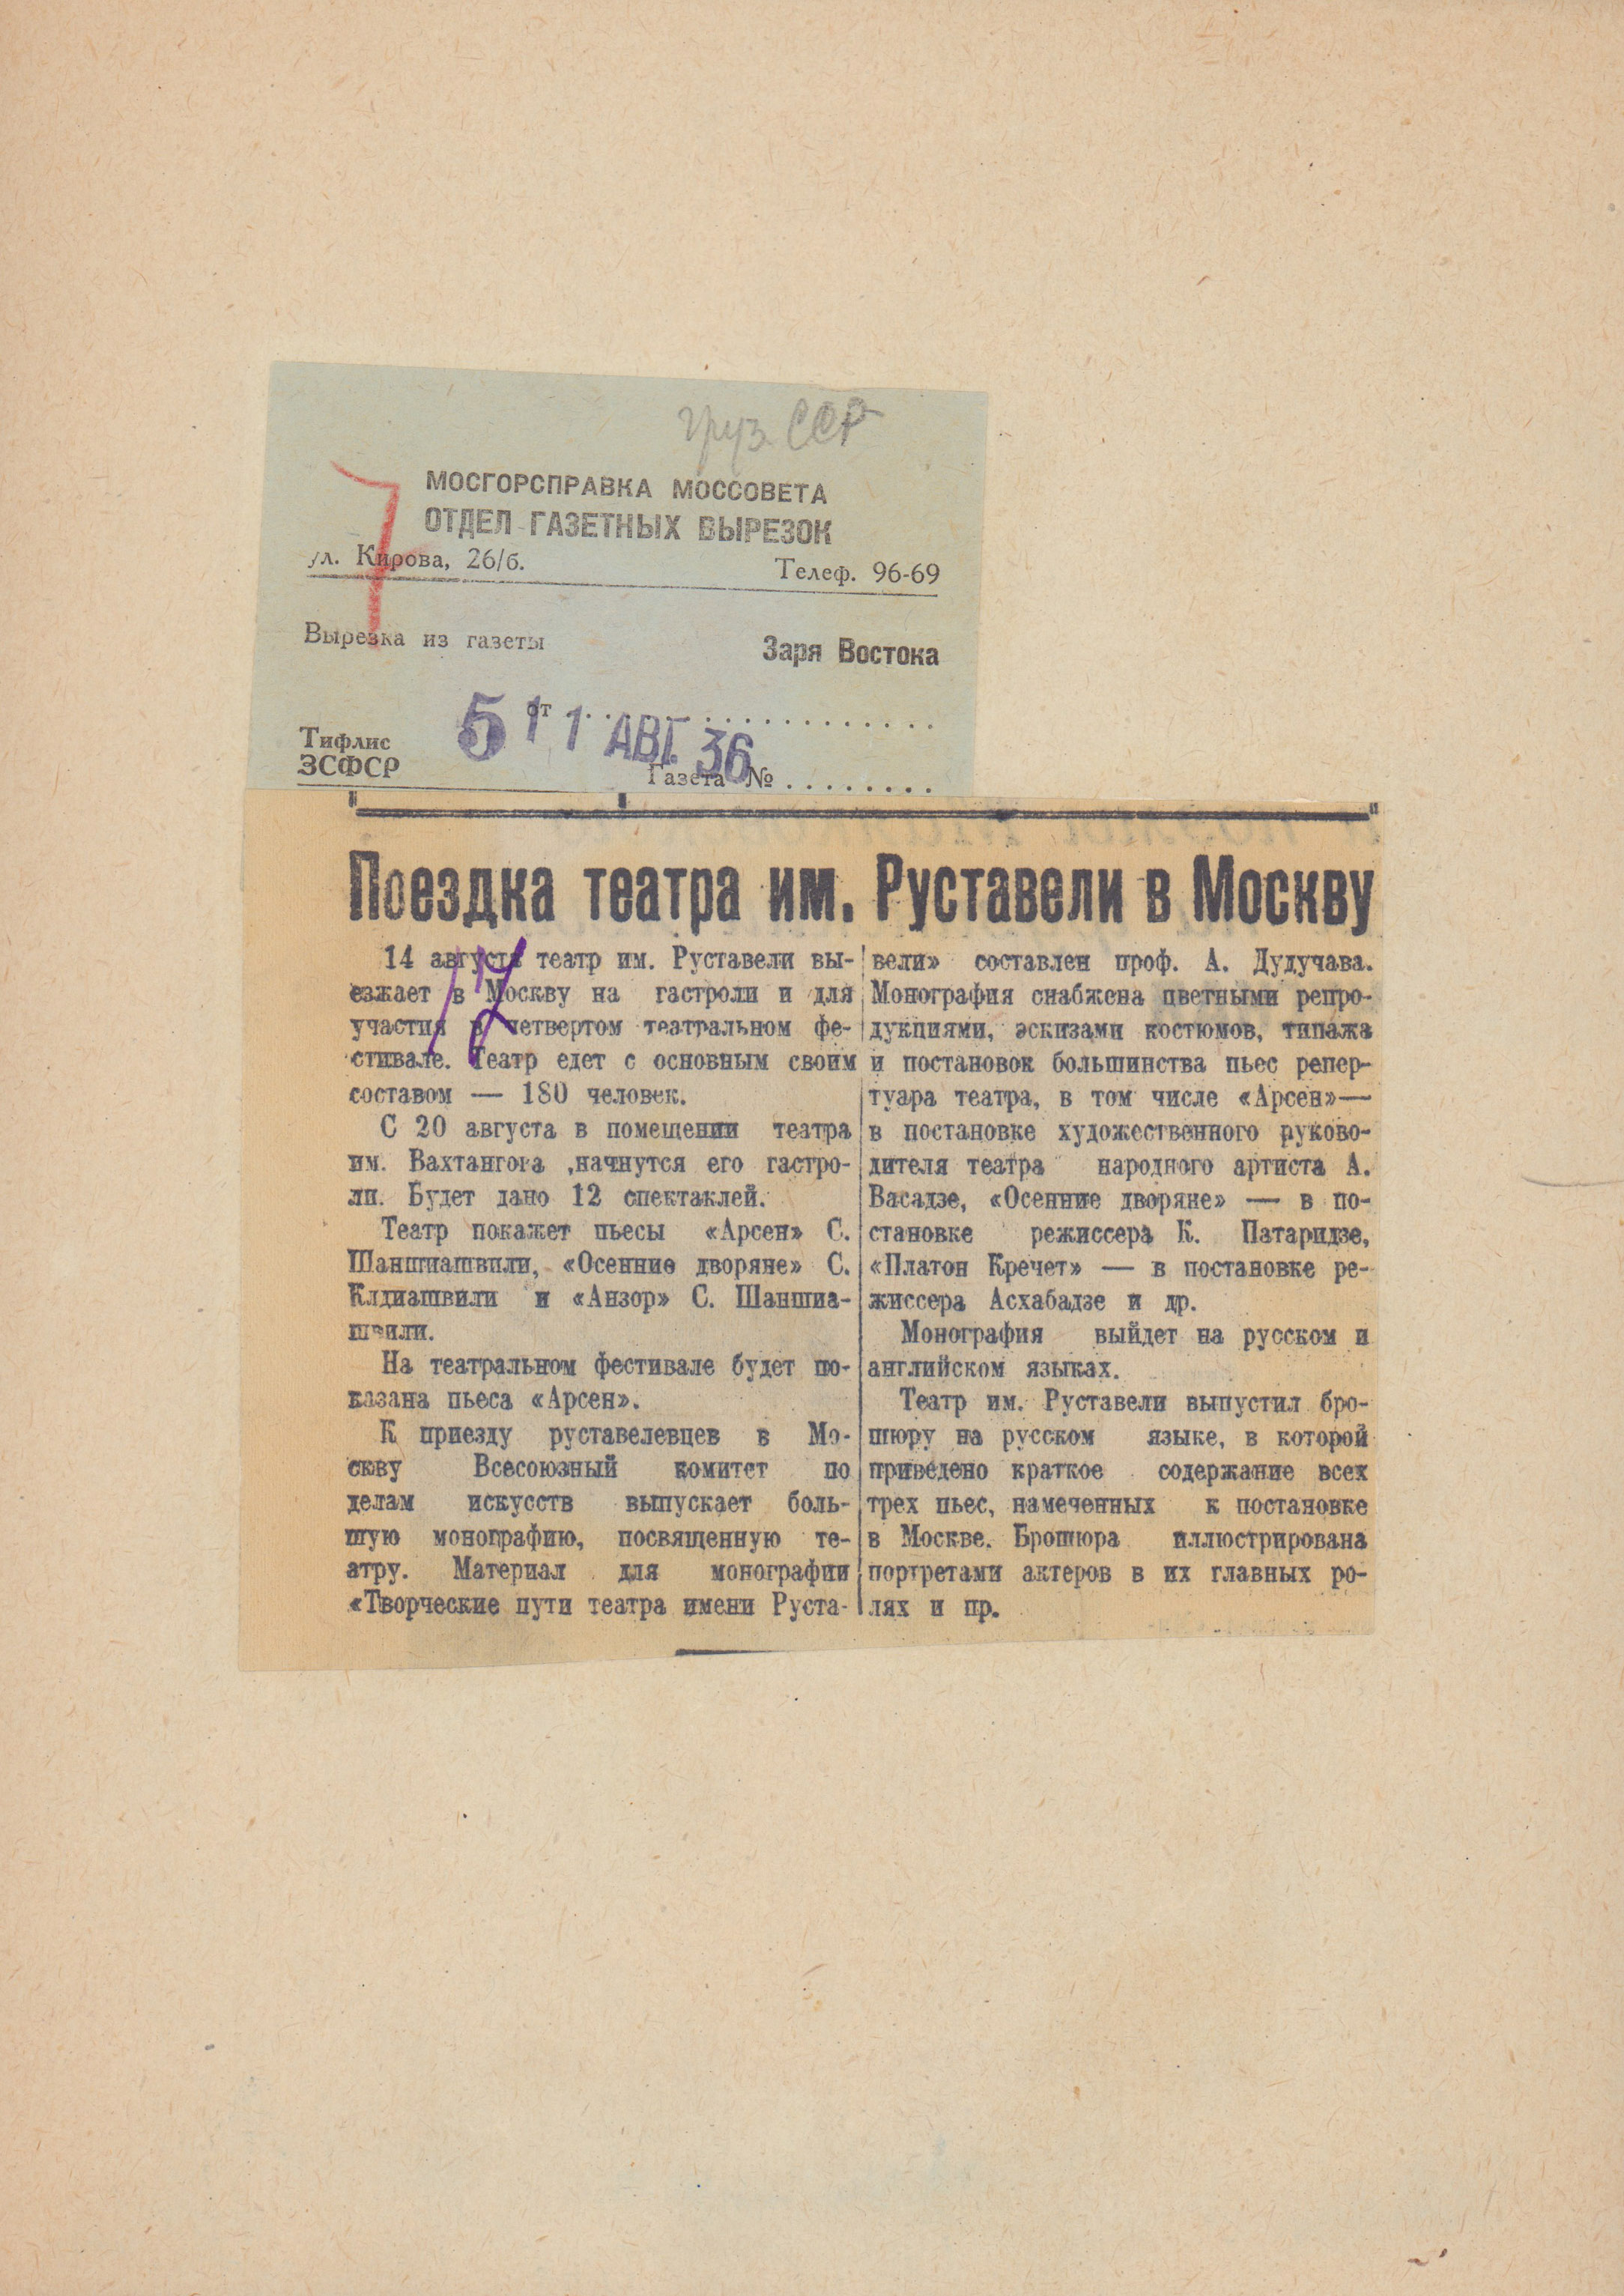 Груз. ССР
7
МОСГОРСПРАВКА МОССОВЕТА
ОТДЕЛ ГАЗЕТНЫХ ВЫРЕЗОК
ул. Кирова, 26/б.
Телеф. 96-69
Вырезка из газеты
Заря Востока
от
5 11 АВГ. 36
Тифлис
ЗСФСР
Газета №
Поездка театра им. Руставели в Москву
14 августа театр им. Руставели вы-
езжает в Москву на гастроли и для
участия в четвертом театральном фе-
стивале. Театр едет с основным своим
составом — 180 человек.
С 20 августа в помещении театра
им. Вахтангова ,начнутся его гастро-
ли. Будет дано 12 спектаклей.
Театр покажет пьесы «Арсен» С.
Шаншиашвили, «Осенние дворяне» С.
Клдиашвили и «Анзор» С. Шаншиа-
швили.
На театральном фестивале будет по-
казана пьеса «Арсен».
К приезду руставелевцев в Мо-
скву Всесоюзный комитет по
делам искусств выпускает боль-
шую монографию, посвященную те-
атру. Материал для монографии
«Творческие пути театра имени Руста-
вели» составлен проф. А. Дудучава.
Монография снабжена цветными репро-
дукциями, эскизами костюмов, типажа
и постановок большинства пьес репер-
туара театра, в том числе «Арсен»—
в постановке художественного руково-
дителя театра народного артиста А.
Васадзе, «Осенние дворяне» — в по-
становке режиссера К. Патаридзе,
«Платон Кречет» — в постановке ре-
жиссера Асхабадзе и др.
Монография выйдет на русском и
английском языках.
Театр им. Руставели выпустил бро-
шюру на русском языке, в которой
приведено краткое содержание всех
трех пьес, намеченных к постановке
в Москве. Брошюра иллюстрирована
портретами актеров в их главных ро-
лях и пр.